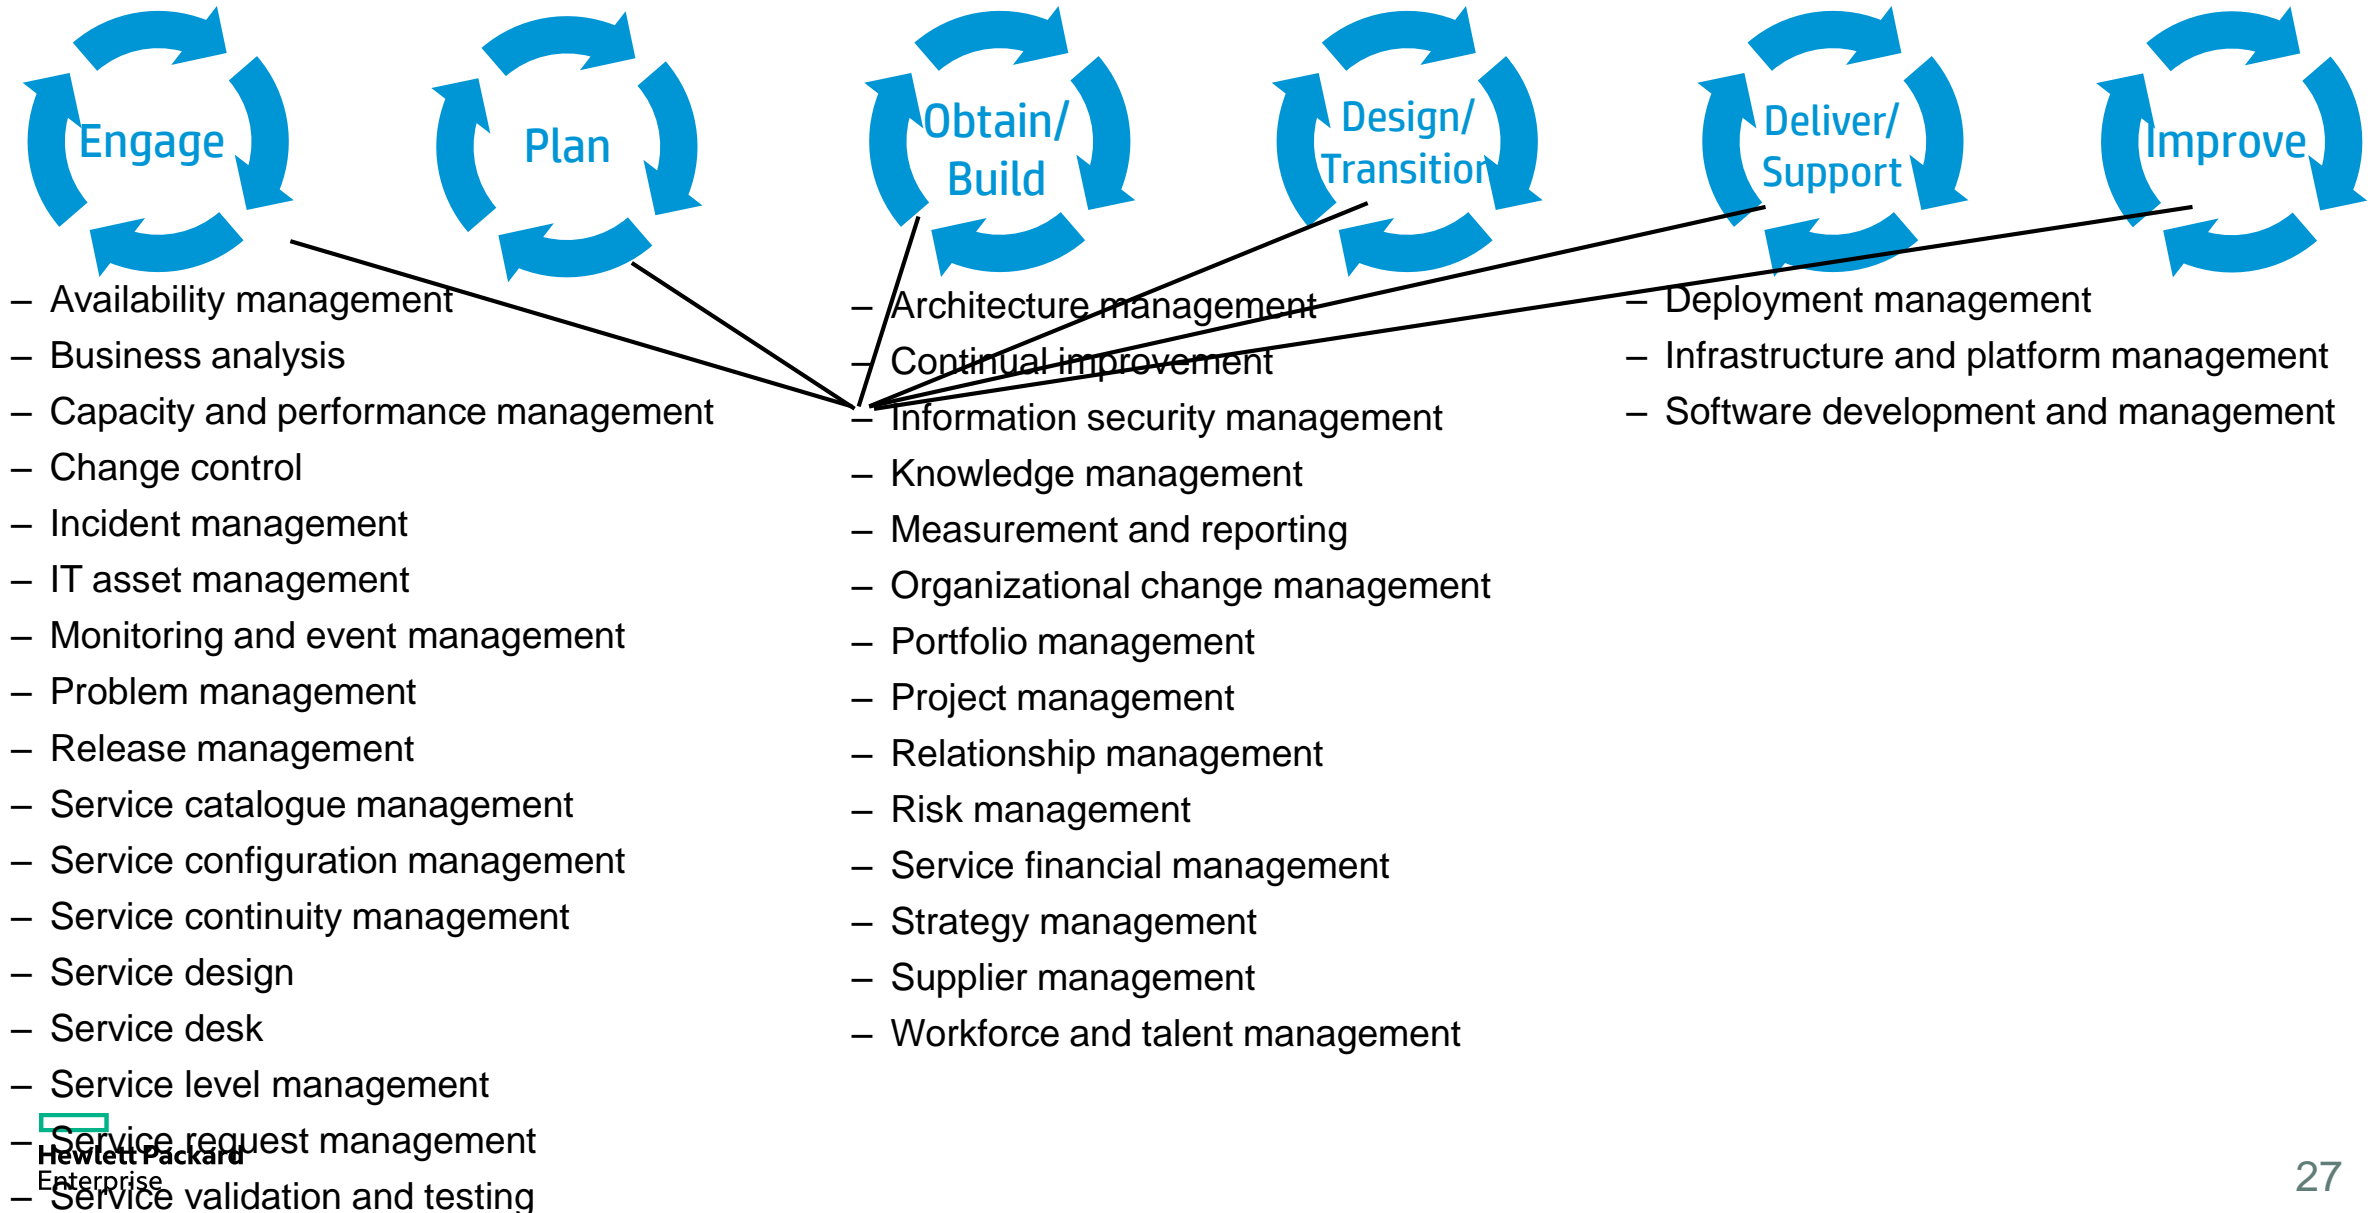 Engage
Plan
Obtain/
Build
Design/
Transition
Deliver/
Support
Improve
– Availability management
– Business analysis
– Capacity and performance management
– Change control
– Incident management
– IT asset management
– Monitoring and event management
– Problem management
– Release management
– Service catalogue management
– Service configuration management
– Service continuity management
– Service design
– Service desk
– Service level management
– Service request management
– Service validation and testing
– Architecture management
– Continual improvement
– Information security management
– Knowledge management
– Measurement and reporting
– Organizational change management
– Portfolio management
– Project management
– Relationship management
– Risk management
– Service financial management
– Strategy management
– Supplier management
– Workforce and talent management
– Deployment management
– Infrastructure and platform management
– Software development and management
Hewlett Packard
Enterprise
27